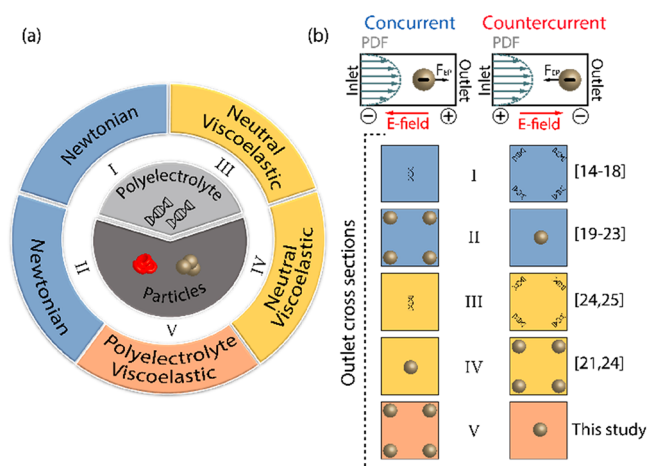 (a)
Newtonian
Neutral
Viscoelastic
I
III
Polyelectrolyte
Newtonian
II
IV
Neutral
Viscoelastic
Particles
V
Polyelectrolyte
Viscoelastic
(b)
Concurrent
Countercurrent
PDF
PDF
Inlet
FEP
Outlet
Inlet
FEP
Outlet
− E-field +
+ E-field −
Outlet cross sections
I
[14-18]
II
[19-23]
III
[24,25]
IV
[21,24]
V
This study